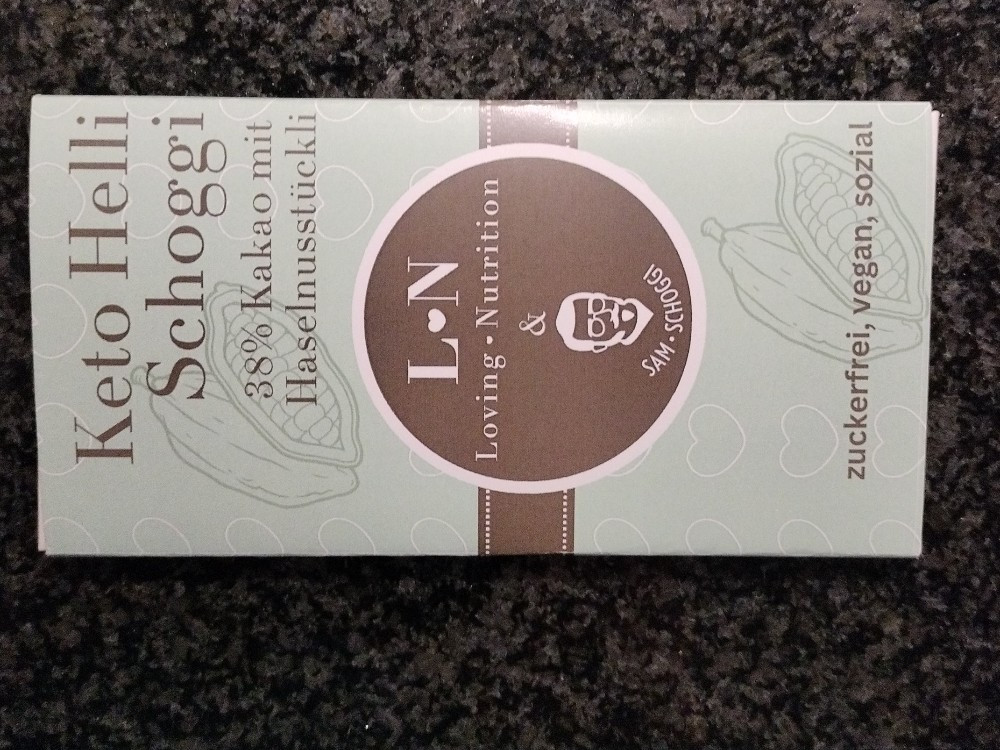 Keto Helli
Schoggi
38% Kakao mit
Haselnusstückli
L♥N
Loving • Nutrition
&
SAM • SCHOGGI
zuckerfrei, vegan, sozial